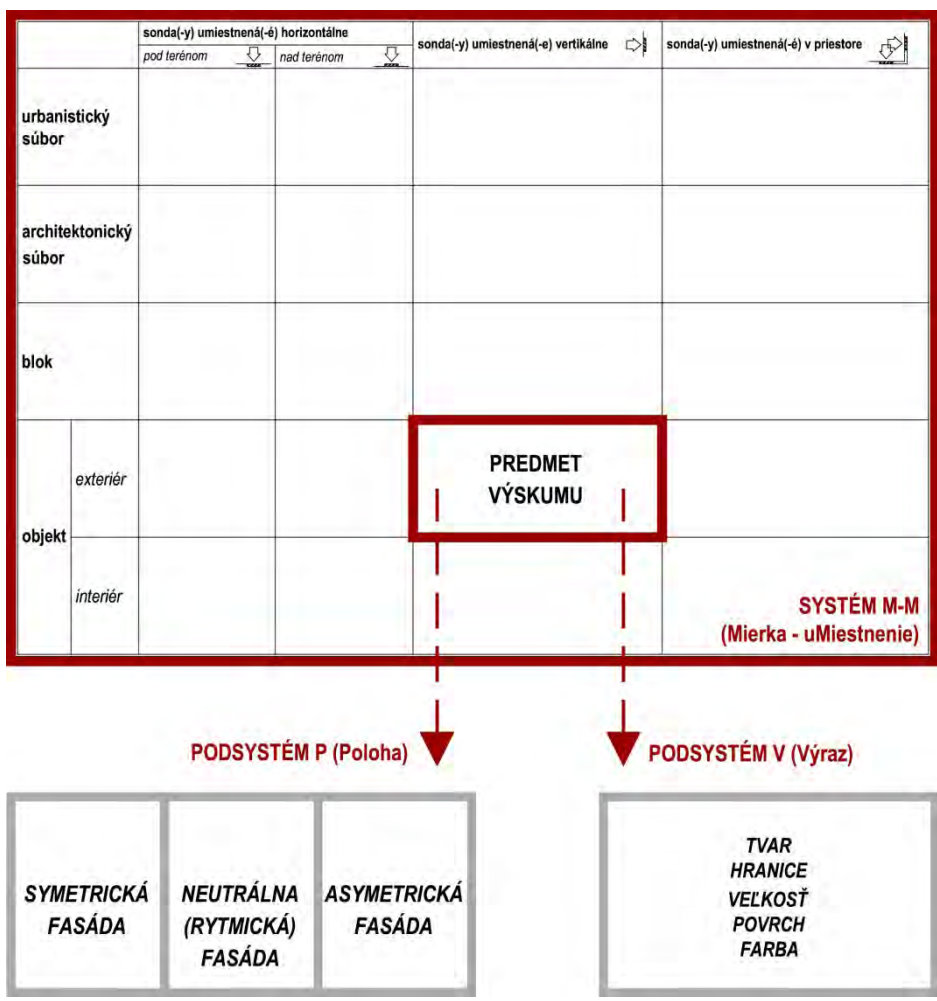 sonda(-y) umiestnená(-é) horizontálne
pod terénom
nad terénom
sonda(-y) umiestnená(-e) vertikálne
sonda(-y) umiestnená(-é) v priestore
urbanistický
súbor
architektonický
súbor
blok
objekt
exteriér
interiér
PREDMET
VÝSKUMU
SYSTÉM M-M
(Mierka - uMiestnenie)
PODSYSTÉM P (Poloha)
PODSYSTÉM V (Výraz)
SYMETRICKÁ
FASÁDA
NEUTRÁLNA
(RYTMICKÁ)
FASÁDA
ASYMETRICKÁ
FASÁDA
TVAR
HRANICE
VEĽKOSŤ
POVRCH
FARBA